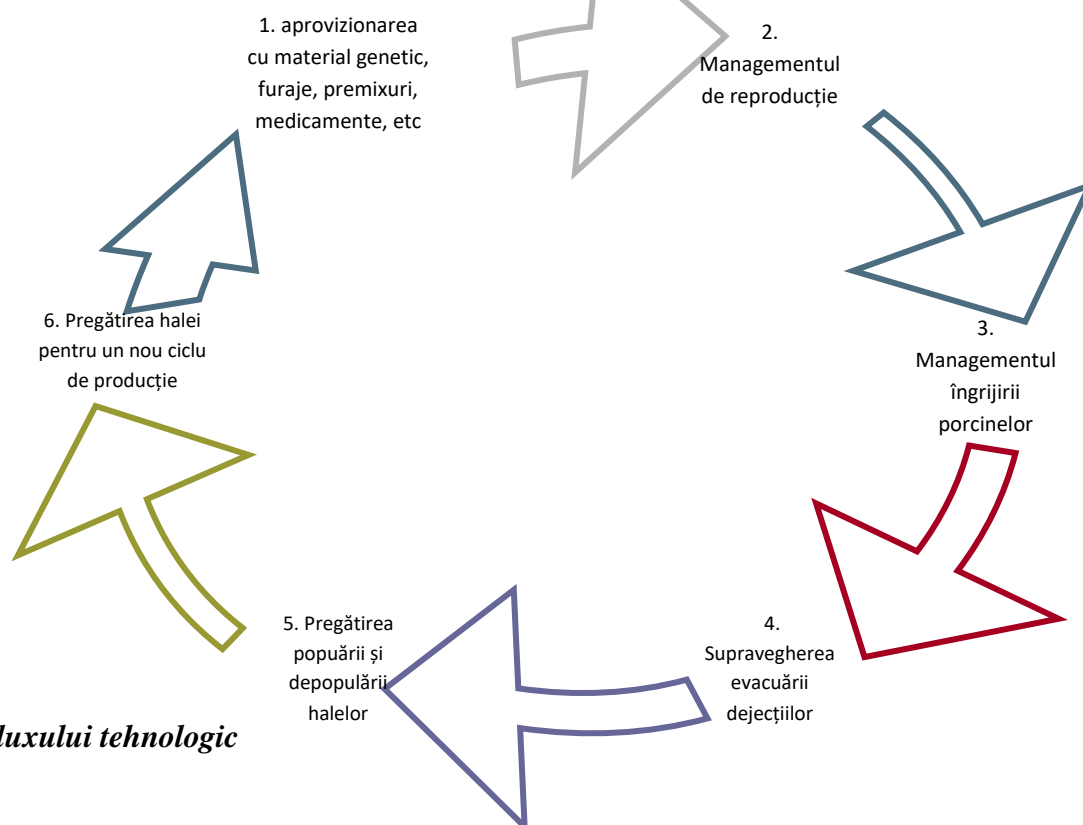 1. aprovizionarea
cu material genetic,
furaje, premixuri,
medicamente, etc
2.
Managementul
de reproducție
3.
Managementul
îngrijirii
porcinelor
4.
Supravegherea
evacuării
dejecțiilor
5. Pregătirea
popuării și
depopulării
halelor
6. Pregătirea halei
pentru un nou ciclu
de producție
tehnologic